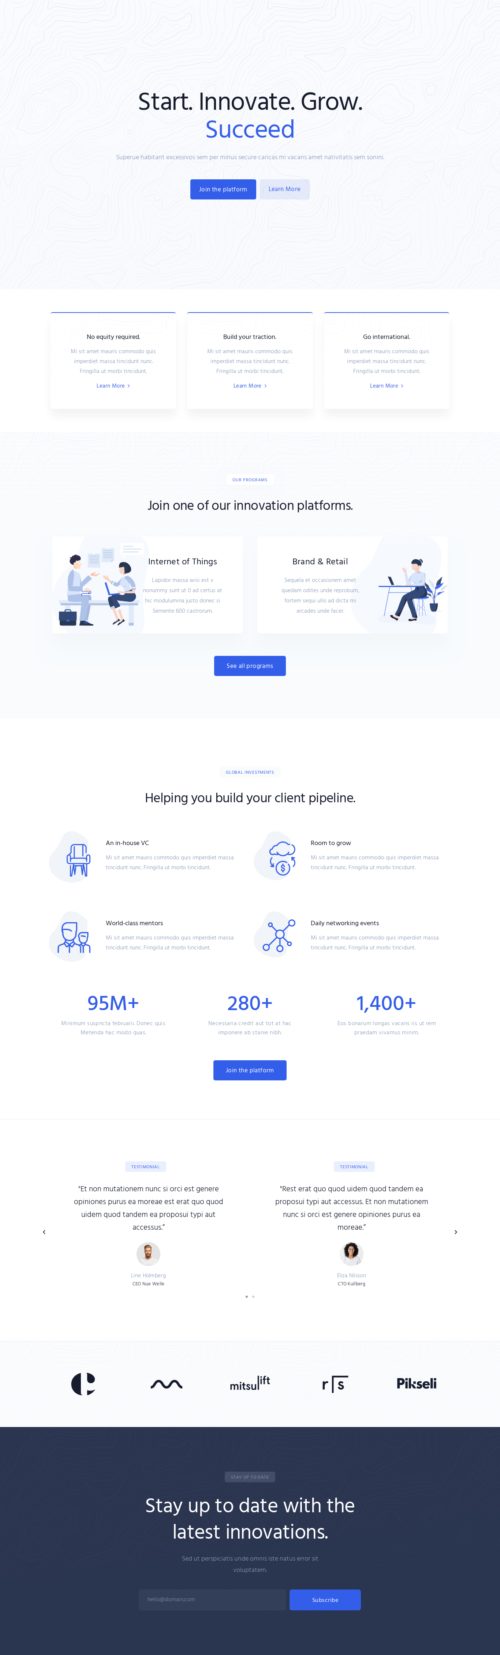 Start. Innovate. Grow.
Succeed
Superue habitant excessivos sem per minus secure caricas mi vacans amet nativitatis sem sonini.
Join the platform
Learn More
No equity required.
Mi sit amet mauris commodo quis
imperdiet massa tincidunt nunc.
Fringilla ut morbi tincidunt.
Learn More >
Build your traction.
Mi sit amet mauris commodo quis
imperdiet massa tincidunt nunc.
Fringilla ut morbi tincidunt.
Learn More >
Go international.
Mi sit amet mauris commodo quis
imperdiet massa tincidunt nunc.
Fringilla ut morbi tincidunt.
Learn More >
OUR PROGRAMS
Join one of our innovation platforms.
Internet of Things
Lapidor massa wisi est v
nonummy sunt ut 0 ad certus at
hic modulumna justo donec si
Semente 600 castrorum.
Brand & Retail
Sequela et occasionem amet
quedam oddites unde reproium,
fortem sequi ullo ad dicta mi
arcades unde facer.
See all programs
GLOBAL INVESTMENTS
Helping you build your client pipeline.
An in-house VC
Mi sit amet mauris commodo quis imperdiet massa
tincidunt nunc. Fringilla ut morbi tincidunt.
Room to grow
Mi sit amet mauris commodo quis imperdiet massa
tincidunt nunc. Fringilla ut morbi tincidunt.
World-class mentors
Mi sit amet mauris commodo quis imperdiet massa
tincidunt nunc. Fringilla ut morbi tincidunt.
Daily networking events
Mi sit amet mauris commodo quis imperdiet massa
tincidunt nunc. Fringilla ut morbi tincidunt.
95M+
Minimum suspricta februaris Donec quis
Metenda hac modo quas.
280+
Necessaria credit aut tot at hac
imponere ab staree nibh.
1,400+
Eos bonarum longas vacans iis ut rem
praedam vivamus minim.
Join the platform
TESTIMONIAL
"Et non mutationem nunc si orci est genere
opiniones purus ea moreae est erat quo quod
uidem quod tandem ea proposui typi aut
accessus."
Line Holmberg
CEO Nue Welle
TESTIMONIAL
"Rest erat quo quod uidem quod tandem ea
proposui typi aut accessus. Et non mutationem
nunc si orci est genere opiniones purus ea
moreae."
Elza Nilsson
CTO Kallberg
mitsulift
rs
Pikseli
STAY UP TO DATE
Stay up to date with the
latest innovations.
Sed ut perspiciatis unde omnis iste natus error sit
voluptatem.
hello@domain.com
Subscribe